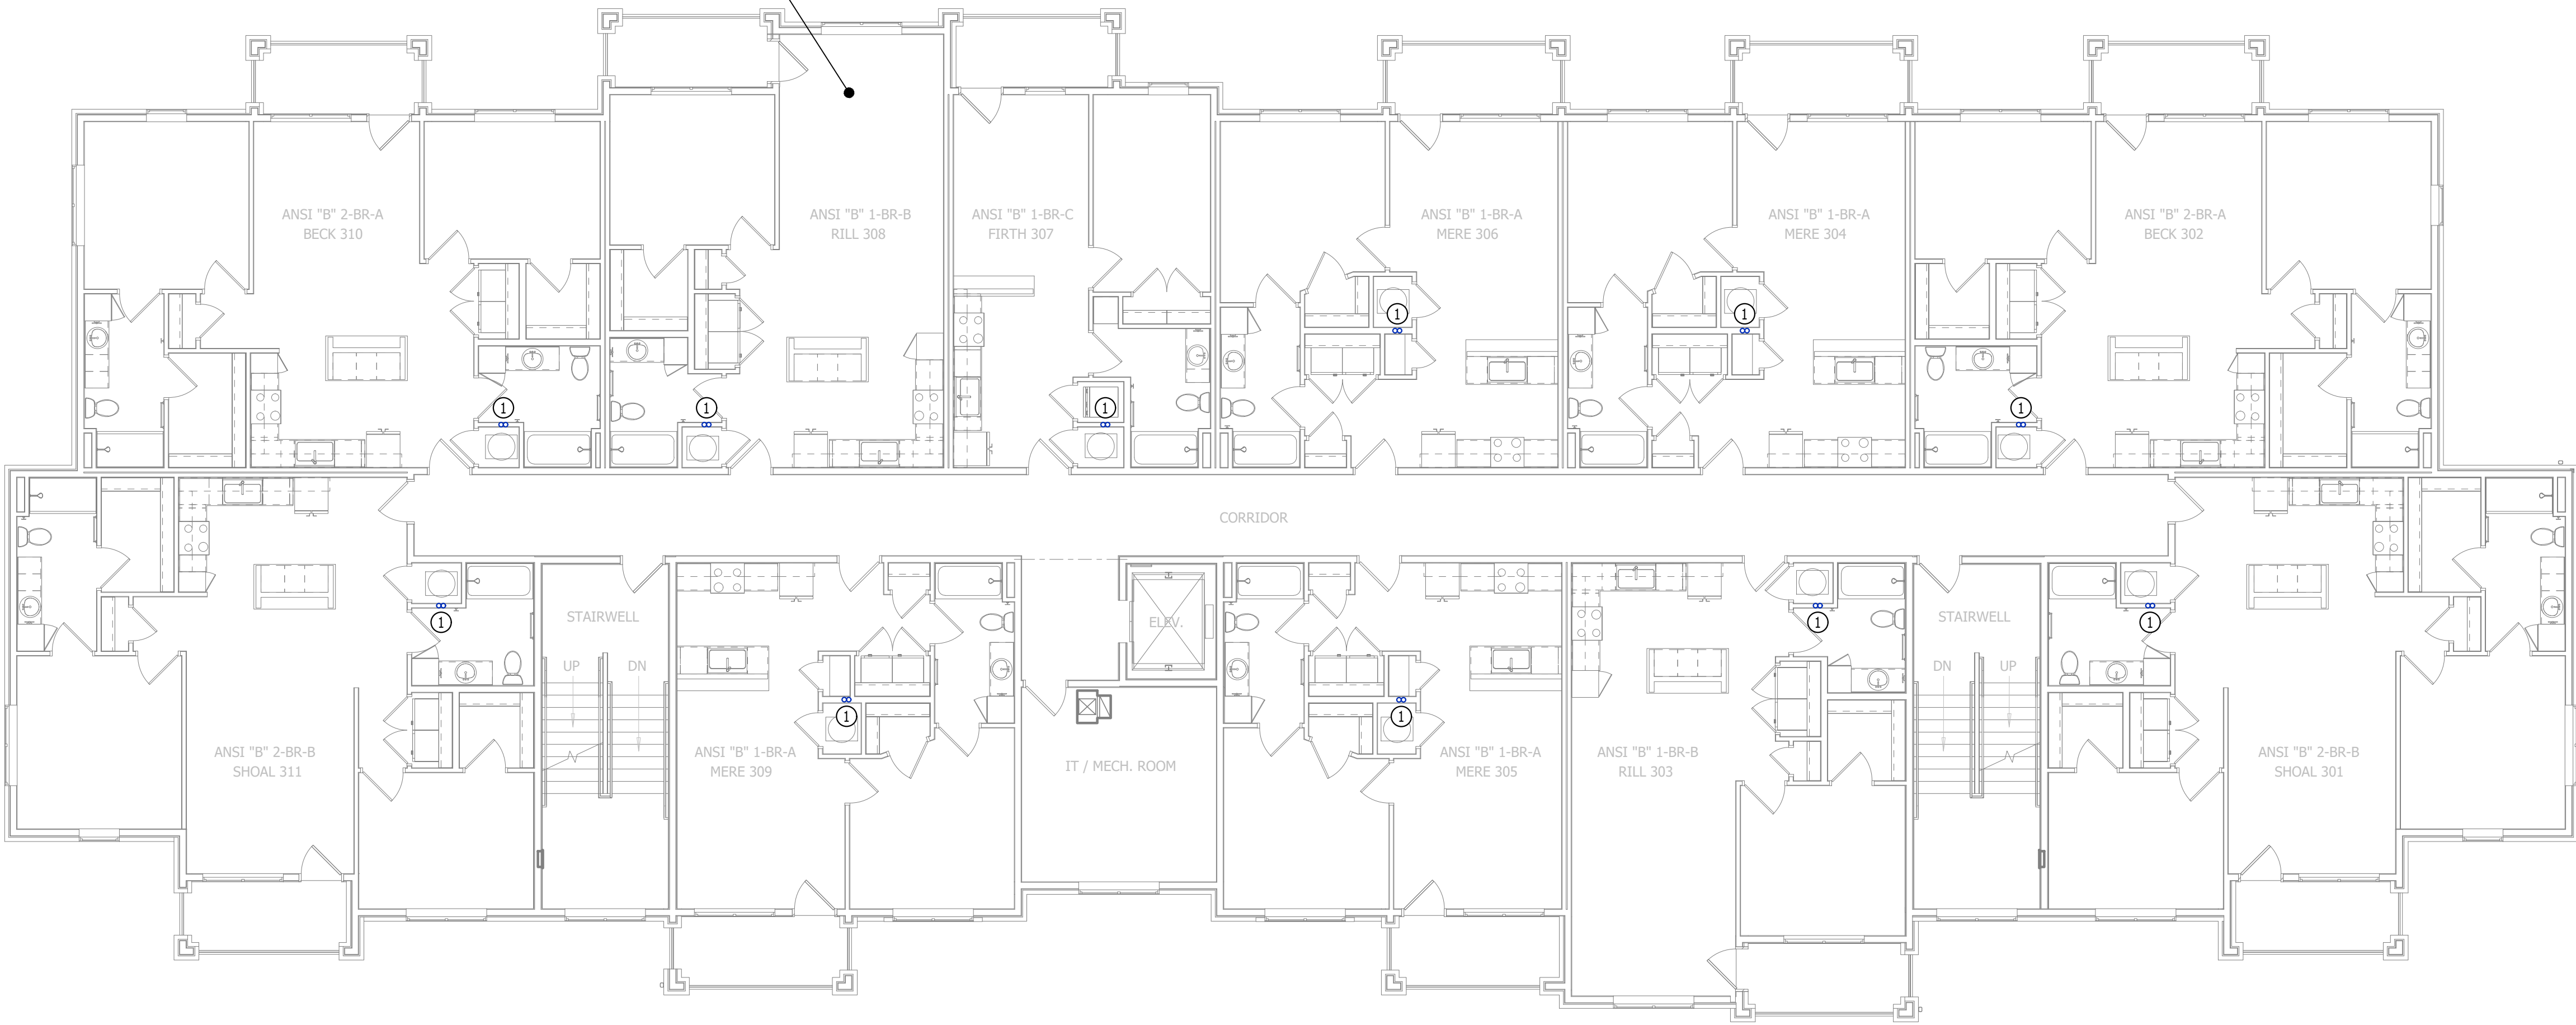 ANSI "B" 2-BR-A
BECK 310
ANSI "B" 1-BR-B
RILL 308
ANSI "B" 1-BR-C
FIRTH 307
ANSI "B" 1-BR-A
MERE 306
ANSI "B" 1-BR-A
MERE 304
ANSI "B" 2-BR-A
BECK 302
1
1
1
1
1
1
CORRIDOR
1
STAIRWELL
UP
DN
ELEV.
1
1
1
STAIRWELL
DN
UP
1
ANSI "B" 2-BR-B
SHOAL 311
ANSI "B" 1-BR-A
MERE 309
IT / MECH. ROOM
ANSI "B" 1-BR-A
MERE 305
ANSI "B" 1-BR-B
RILL 303
ANSI "B" 2-BR-B
SHOAL 301